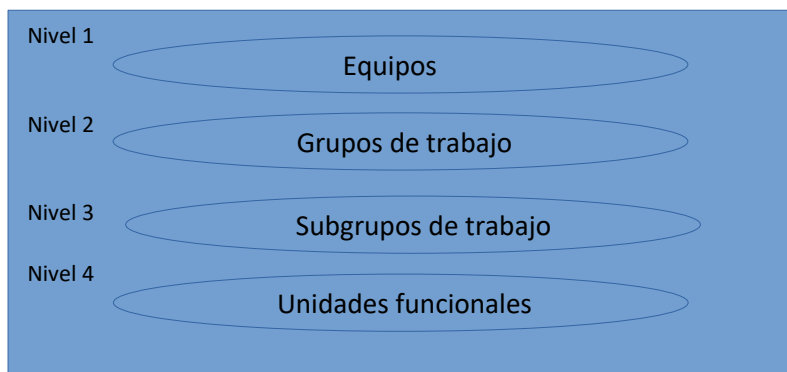 Nivel 1
Equipos
Nivel 2
Grupos de trabajo
Nivel 3
Subgrupos de trabajo
Nivel 4
Unidades funcionales